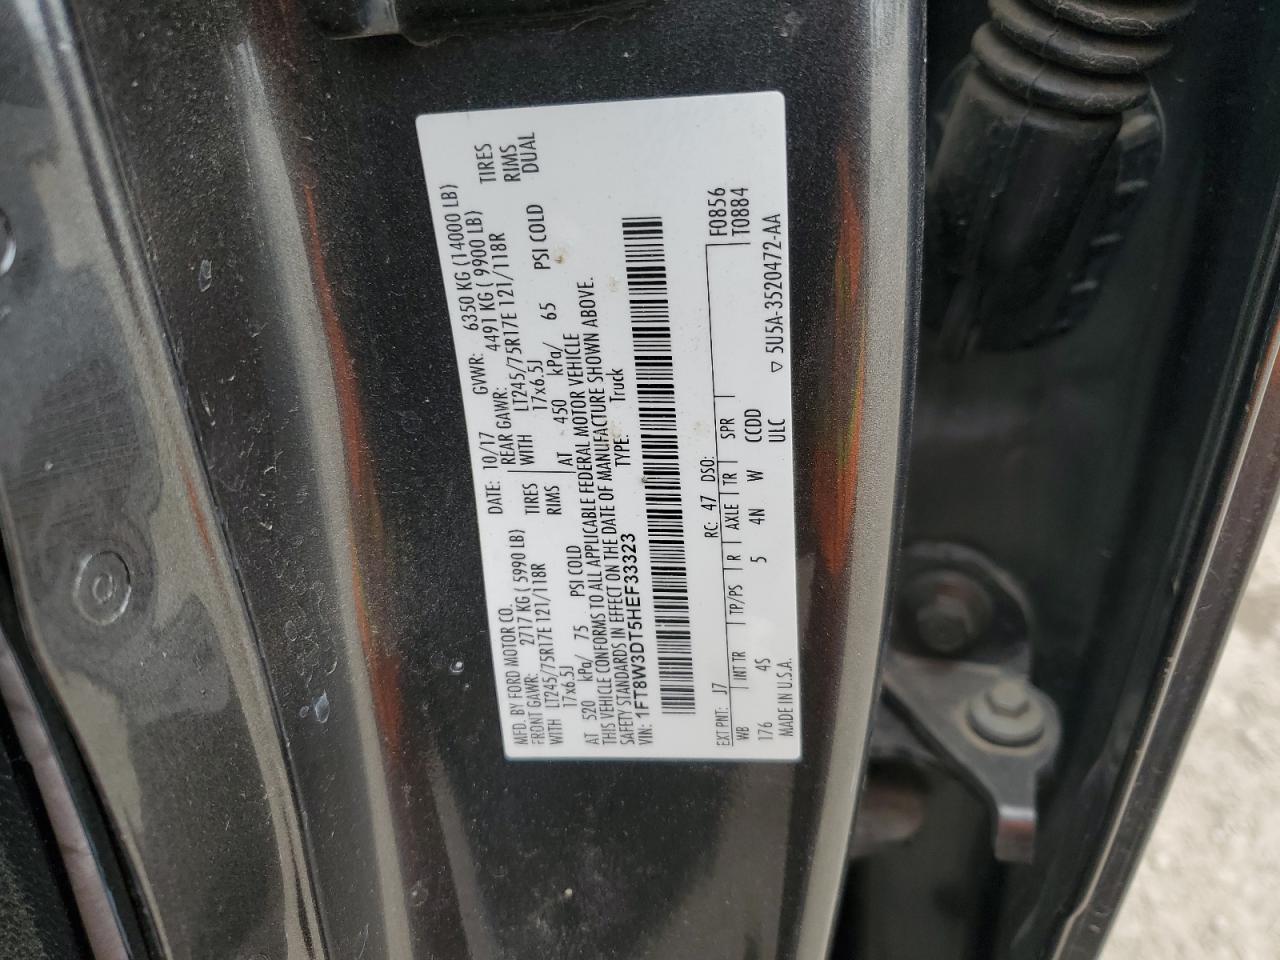 MFD. BY FORD MOTOR CO.
DATE: 10/17 GVWR: 6350 KG (14000 LB)
FRONT GAWR: 2717 KG ( 5990 LB) REAR GAWR: 4491 KG ( 9900 LB)
WITH LT245/75R17E 121/118R TIRES WITH LT245/75R17E 121/118R TIRES
17x6.5J RIMS 17x6.5J RIMS
AT 520 kPa/ 75 PSI COLD AT 450 kPa/ 65 PSI COLD DUAL
THIS VEHICLE CONFORMS TO ALL APPLICABLE FEDERAL MOTOR VEHICLE
SAFETY STANDARDS IN EFFECT ON THE DATE OF MANUFACTURE SHOWN ABOVE.
VIN: 1FT8W3DT5HEF33323 TYPE: Truck
EXT PNT: J7 RC: 47 DSO: F0856
WB INT TR TP/PS R AXLE TR SPR T0884
176 4S 5 4N W CCDD
MADE IN U.S.A. ULC ▽ 5U5A-3520472-AA